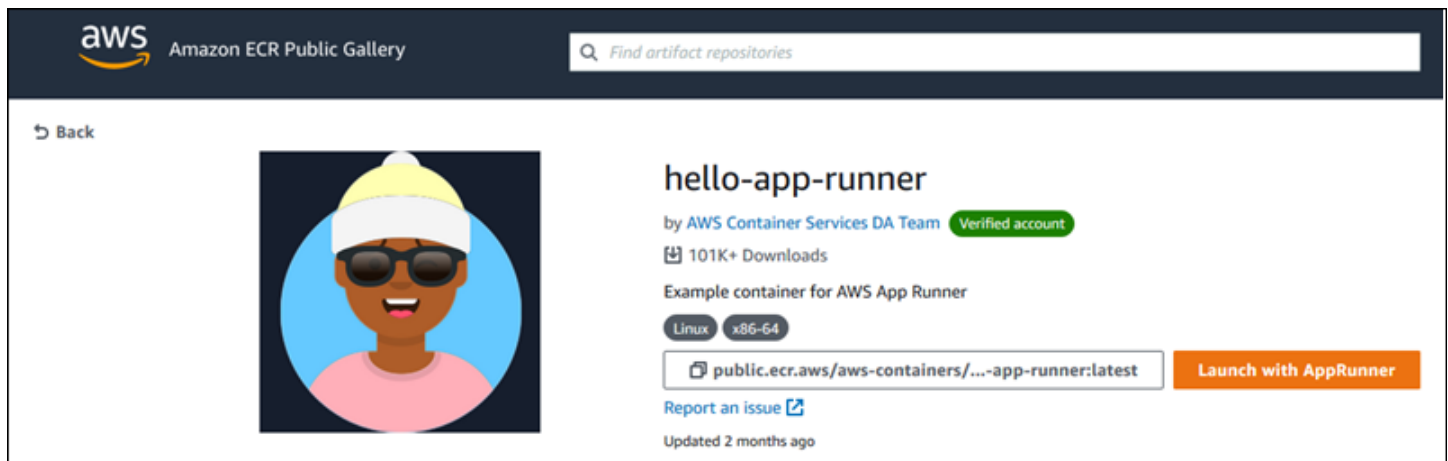 aws
Amazon ECR Public Gallery
Find artifact repositories
Back
hello-app-runner
by AWS Container Services DA Team Verified account
101K+ Downloads
Example container for AWS App Runner
Linux x86-64
public.ecr.aws/aws-containers/...-app-runner:latest Launch with AppRunner
Report an issue
Updated 2 months ago